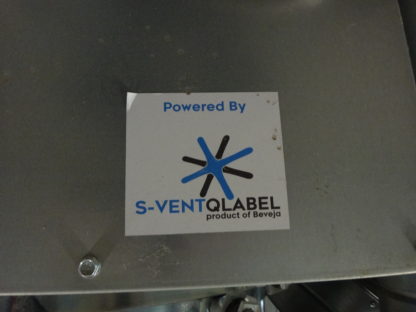 Powered By
S-VENTQLABEL
product of Beveja